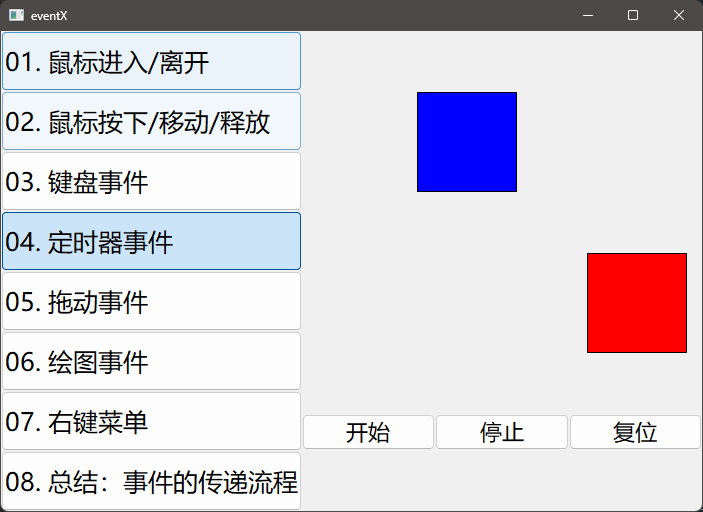 eventX
01. 鼠标进入/离开
02. 鼠标按下/移动/释放
03. 键盘事件
04. 定时器事件
05. 拖动事件
06. 绘图事件
07. 右键菜单
08. 总结：事件的传递流程
开始
停止
复位